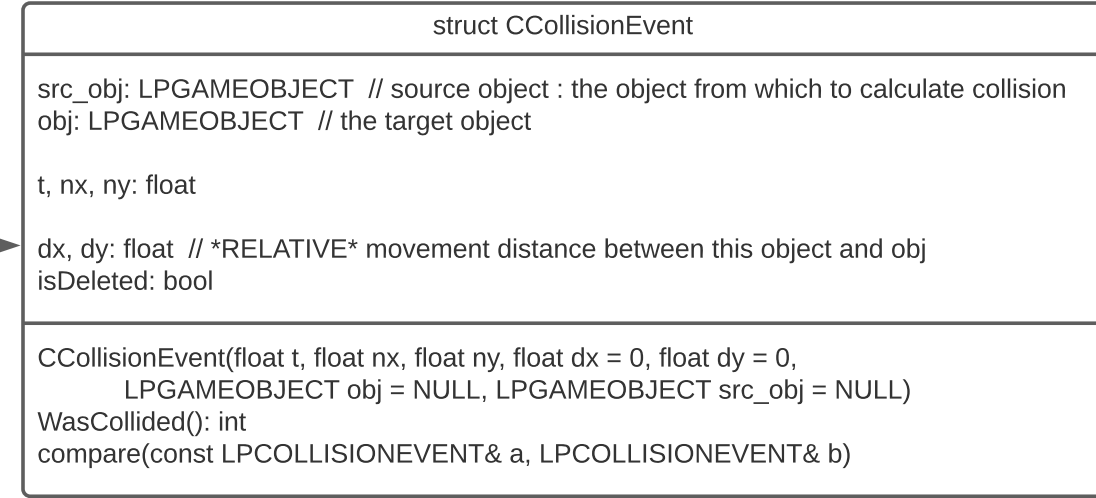 struct CCollisionEvent
src_obj: LPGAMEOBJECT // source object : the object from which to calculate collision
obj: LPGAMEOBJECT // the target object
t, nx, ny: float
dx, dy: float // *RELATIVE* movement distance between this object and obj
isDeleted: bool
CCollisionEvent(float t, float nx, float ny, float dx = 0, float dy = 0,
LPGAMEOBJECT obj = NULL, LPGAMEOBJECT src_obj = NULL)
WasCollided(): int
compare(const LPCOLLISIONEVENT& a, LPCOLLISIONEVENT& b)